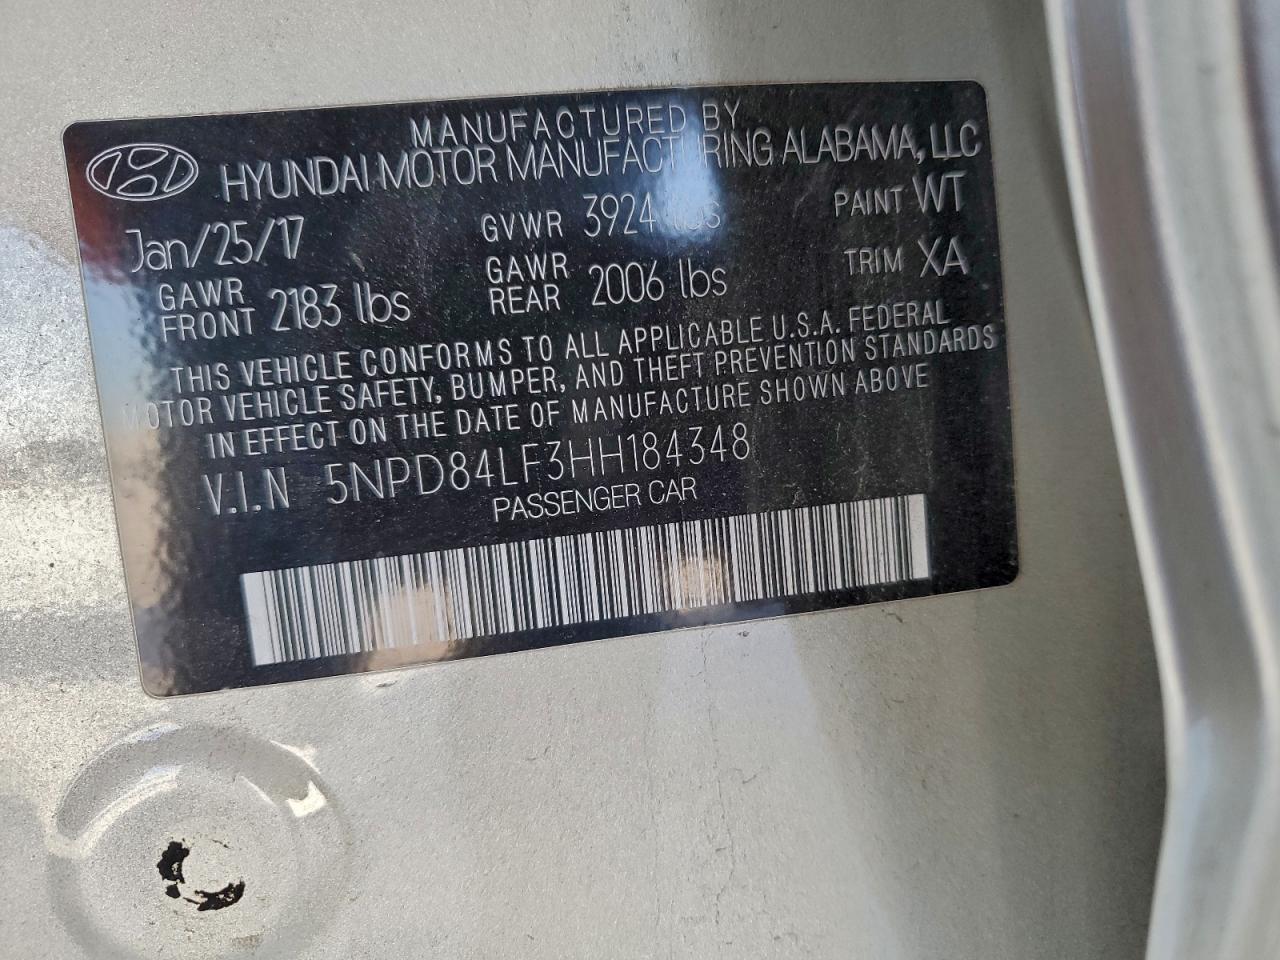 MANUFACTURED BY
HYUNDAI MOTOR MANUFACTURING ALABAMA, LLC
Jan/25/17 GVWR 3924 lbs PAINT WT
GAWR FRONT 2183 lbs GAWR REAR 2006 lbs TRIM XA
THIS VEHICLE CONFORMS TO ALL APPLICABLE U.S.A. FEDERAL
MOTOR VEHICLE SAFETY, BUMPER, AND THEFT PREVENTION STANDARDS
IN EFFECT ON THE DATE OF MANUFACTURE SHOWN ABOVE
V.I.N 5NPD84LF3HH184348
PASSENGER CAR